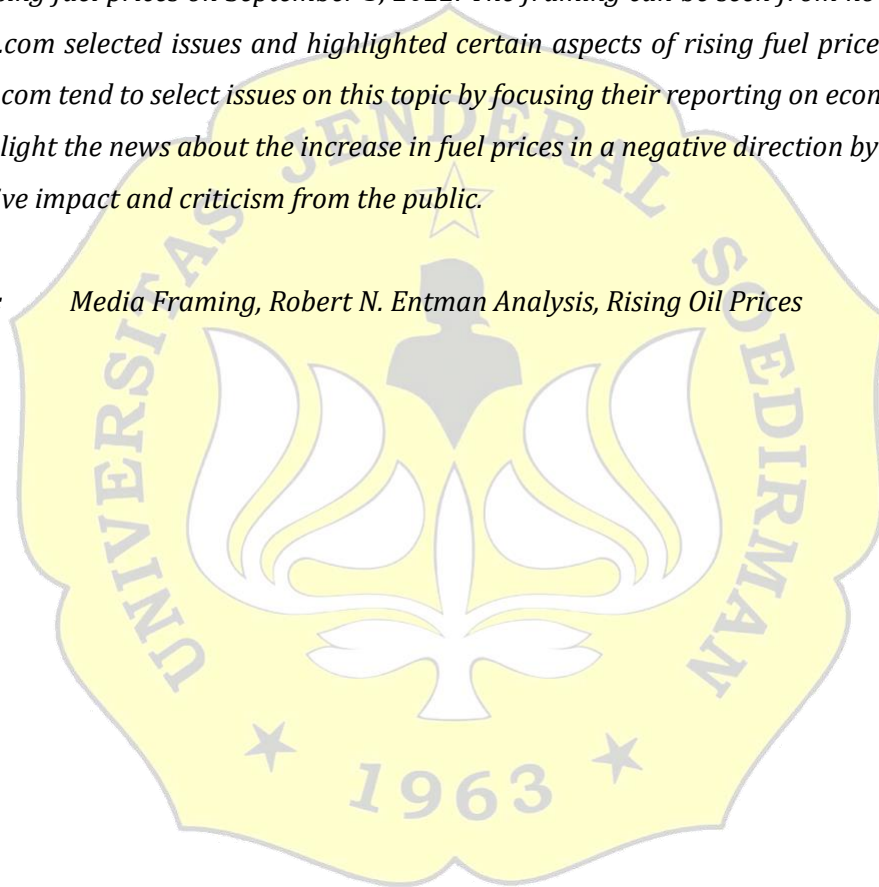 sing fuel prices on September 3, 2022. The framing can be seen from ho
.com selected issues and highlighted certain aspects of rising fuel price
.com tend to select issues on this topic by focusing their reporting on econ
light the news about the increase in fuel prices in a negative direction by
ive impact and criticism from the public.
Media Framing, Robert N. Entman Analysis, Rising Oil Prices
UNIVERSITAS JENDERAL SOEDIRMAN
1963